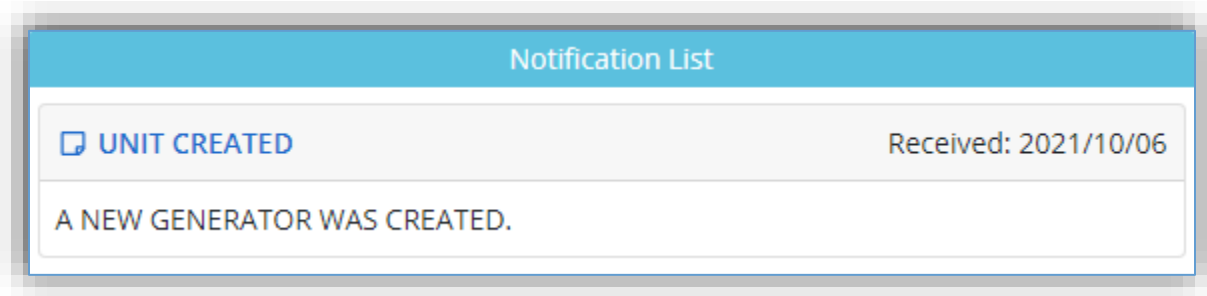 Notification List
UNIT CREATED Received: 2021/10/06
A NEW GENERATOR WAS CREATED.